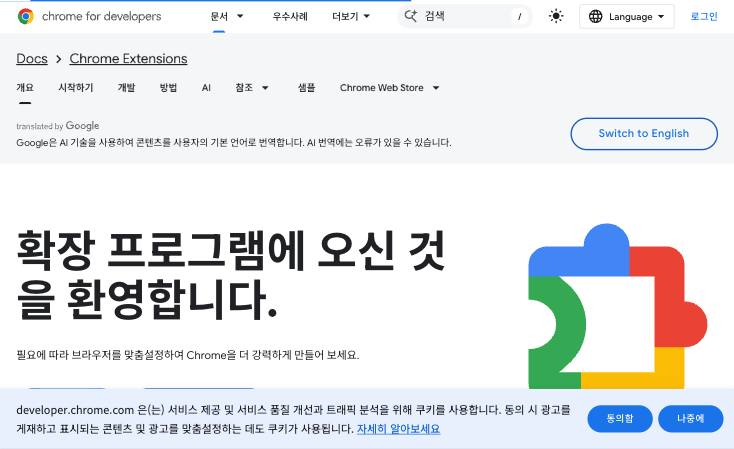 chrome for developers
문서
우수사례
더보기
검색
/
Language
로그인
Docs > Chrome Extensions
개요
시작하기
개발
방법
AI
참조
샘플
Chrome Web Store
translated by Google
Google은 AI 기술을 사용하여 콘텐츠를 사용자의 기본 언어로 번역합니다. AI 번역에는 오류가 있을 수 있습니다.
Switch to English
확장 프로그램에 오신 것
을 환영합니다.
필요에 따라 브라우저를 맞춤설정하여 Chrome을 더 강력하게 만들어 보세요.
developer.chrome.com 은(는) 서비스 제공 및 서비스 품질 개선과 트래픽 분석을 위해 쿠키를 사용합니다. 동의 시 광고를
게재하고 표시되는 콘텐츠 및 광고를 맞춤설정하는 데도 쿠키가 사용됩니다. 자세히 알아보세요
동의함
나중에